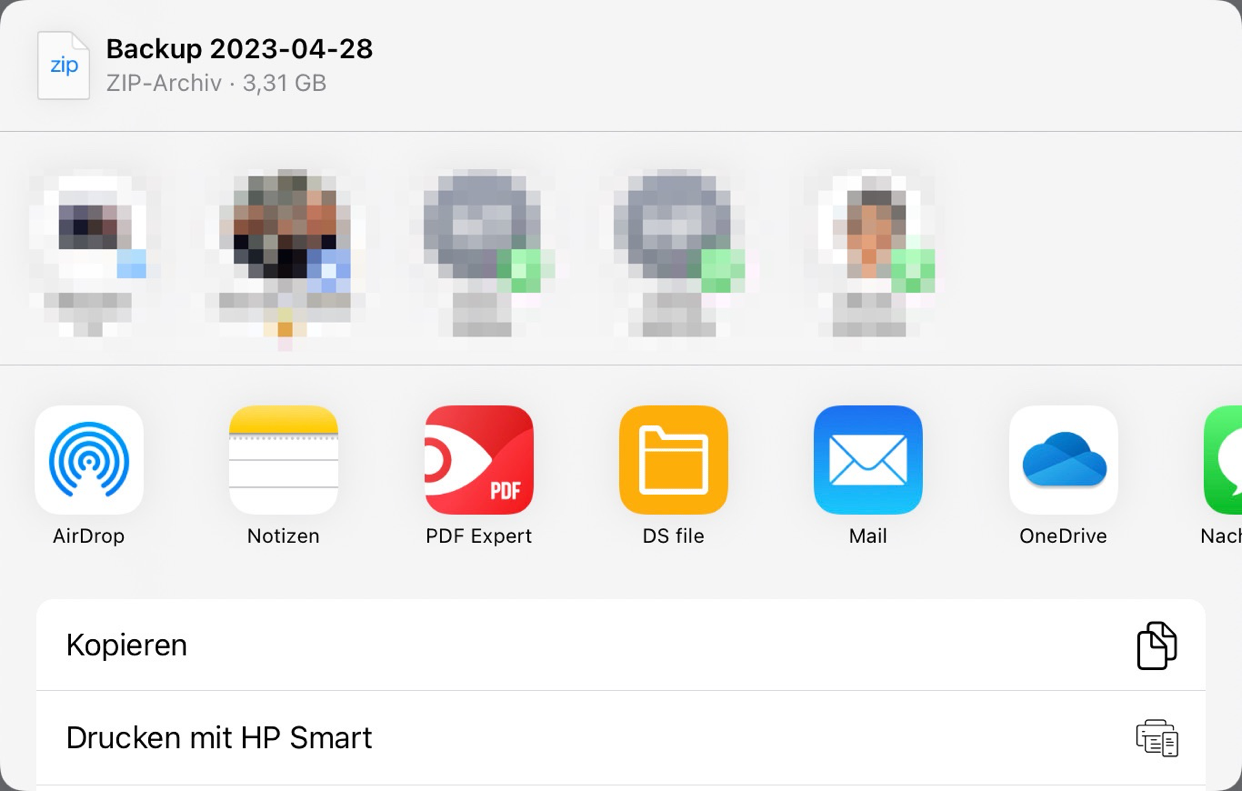 zip
Backup 2023-04-28
ZIP-Archiv · 3,31 GB
PDF
AirDrop
Notizen
PDF Expert
DS file
Mail
OneDrive
Nach
Kopieren
Drucken mit HP Smart